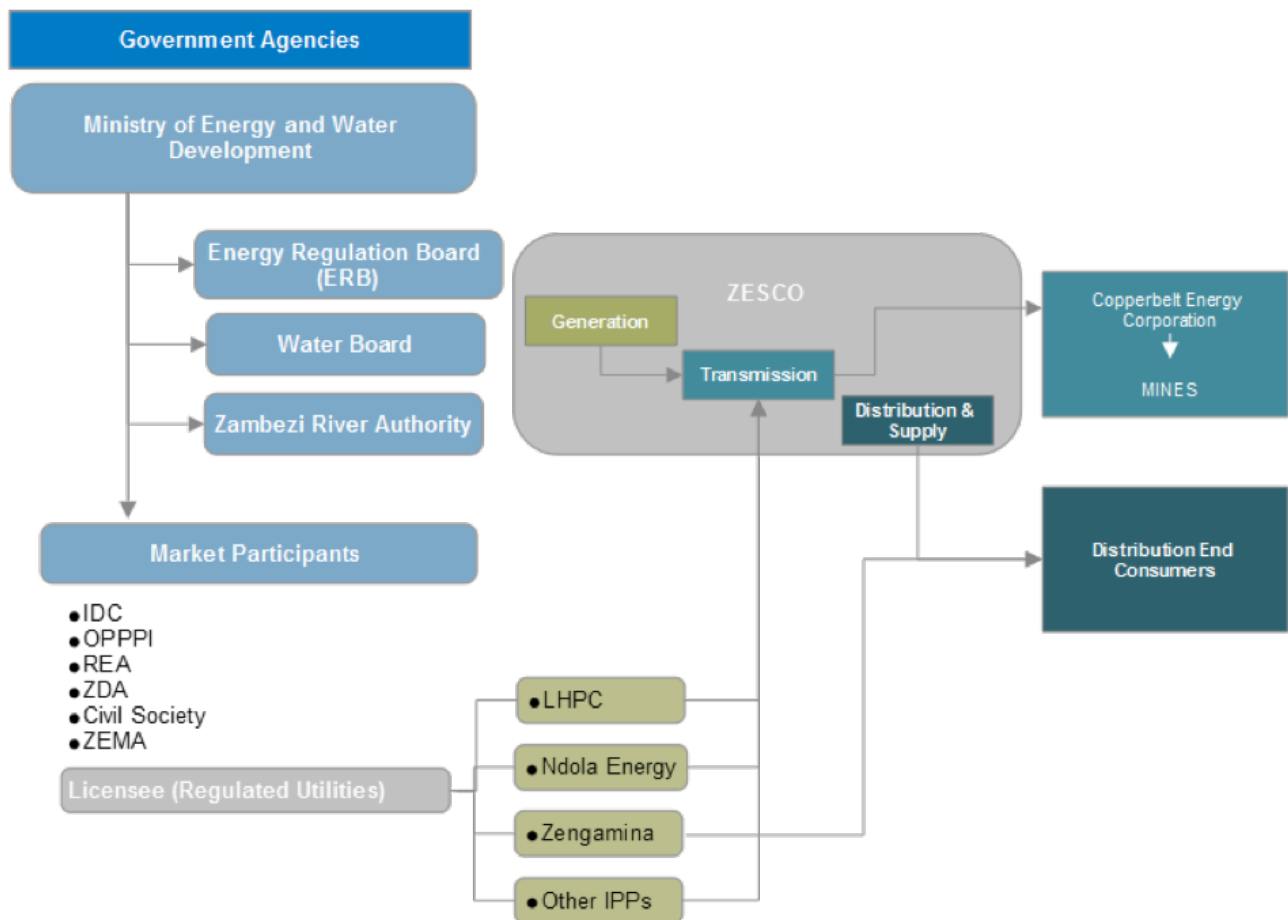 Government Agencies
Ministry of Energy and Water
Development
Energy Regulation Board
(ERB)
Water Board
Zambezi River Authority
Market Participants
●IDC
●OPPPI
●REA
●ZDA
●Civil Society
●ZEMA
Licensee (Regulated Utilities)
●LHPC
●Ndola Energy
●Zengamina
●Other IPPs
ZESCO
Generation
Transmission
Distribution &
Supply
Copperbelt Energy
Corporation
MINES
Distribution End
Consumers